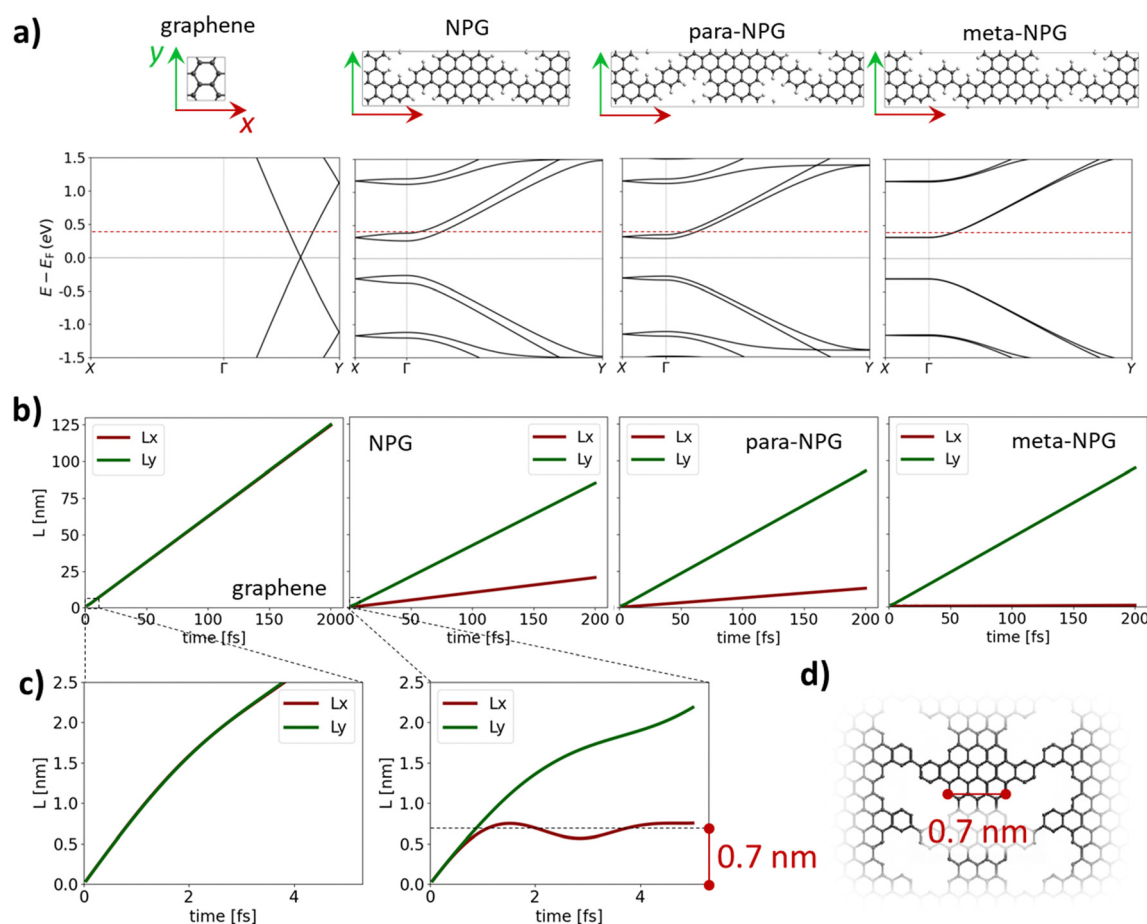 a)
graphene
NPG
para-NPG
meta-NPG
y
x
E − E_F (eV)
1.5
1.0
0.5
0.0
-0.5
-1.0
-1.5
X Γ Y
X Γ Y
X Γ Y
X Γ Y
b)
L [nm]
125
100
75
50
25
0
Lx
Ly
graphene
NPG
Lx
Ly
Lx
Ly
para-NPG
Lx
Ly
meta-NPG
0 50 100 150 200
0 50 100 150 200
0 50 100 150 200
0 50 100 150 200
time [fs]
time [fs]
time [fs]
time [fs]
c)
L [nm]
2.5
2.0
1.5
1.0
0.5
0.0
Lx
Ly
0 2 4
time [fs]
L [nm]
2.5
2.0
1.5
1.0
0.5
0.0
Lx
Ly
0.7 nm
0 2 4
time [fs]
d)
0.7 nm